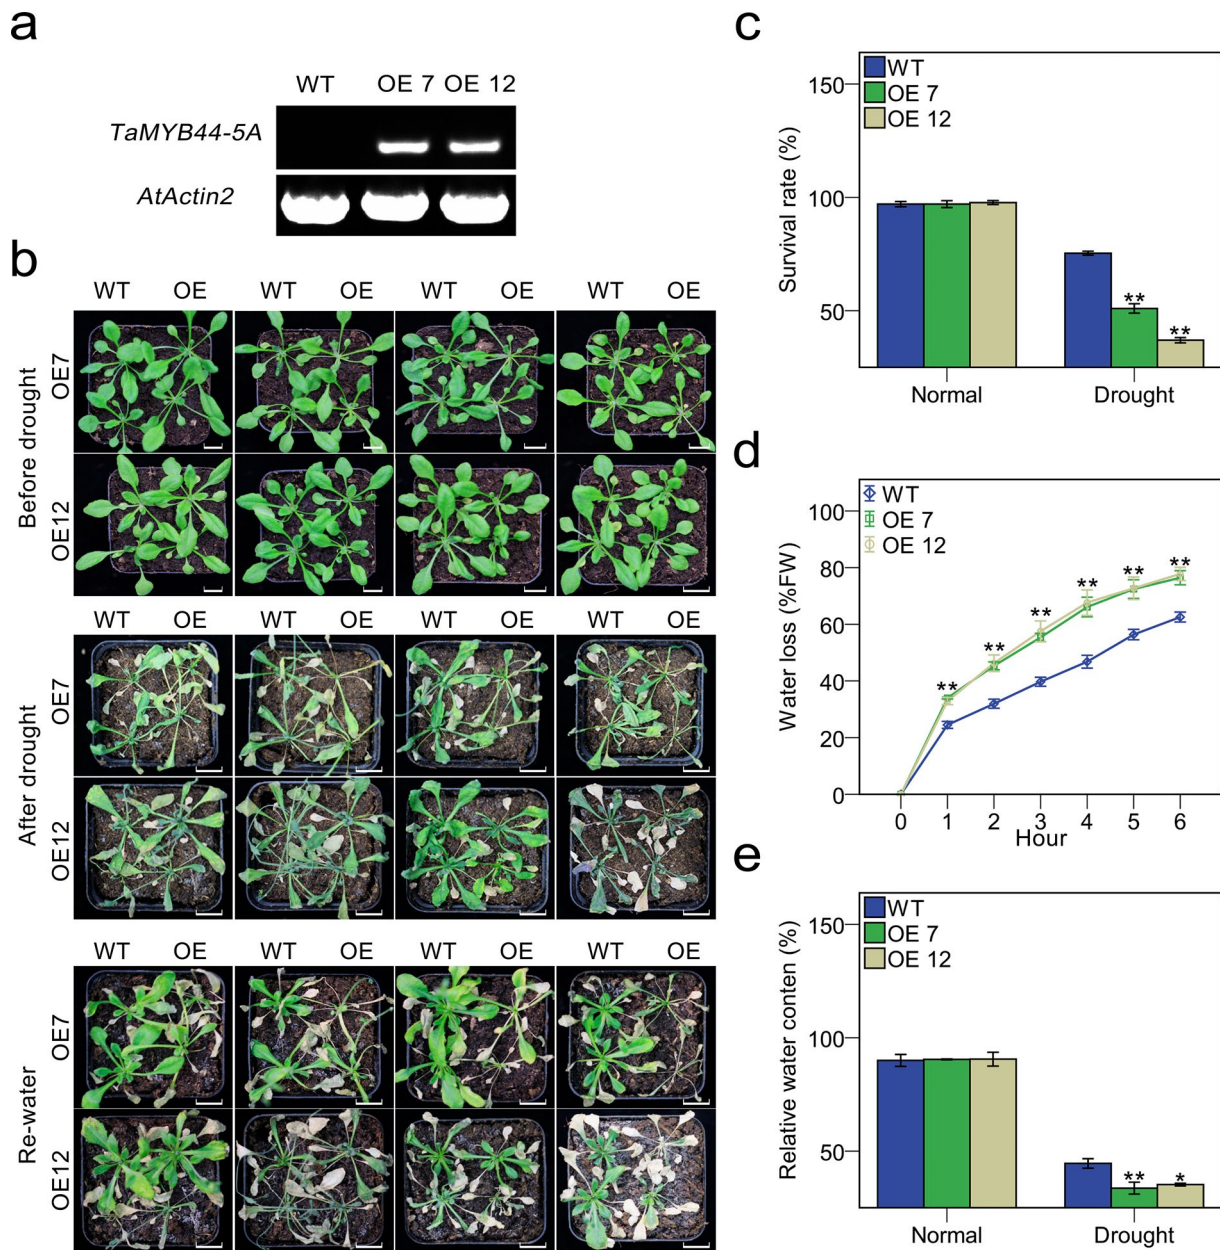 a
WT OE 7 OE 12
TaMYB44-5A
AtActin2
b
WT OE WT OE WT OE WT OE
Before drought
OE7
OE12
WT OE WT OE WT OE WT OE
After drought
OE7
OE12
WT OE WT OE WT OE WT OE
Re-water
OE7
OE12
c
WT
OE 7
OE 12
Survival rate (%)
150
100
50
**
**
Normal Drought
d
WT
OE 7
OE 12
Water loss (%FW)
100
80
60
40
20
0
** ** ** ** ** **
0 1 2 3 4 5 6
Hour
e
WT
OE 7
OE 12
Relative water conten (%)
150
100
50
** *
Normal Drought